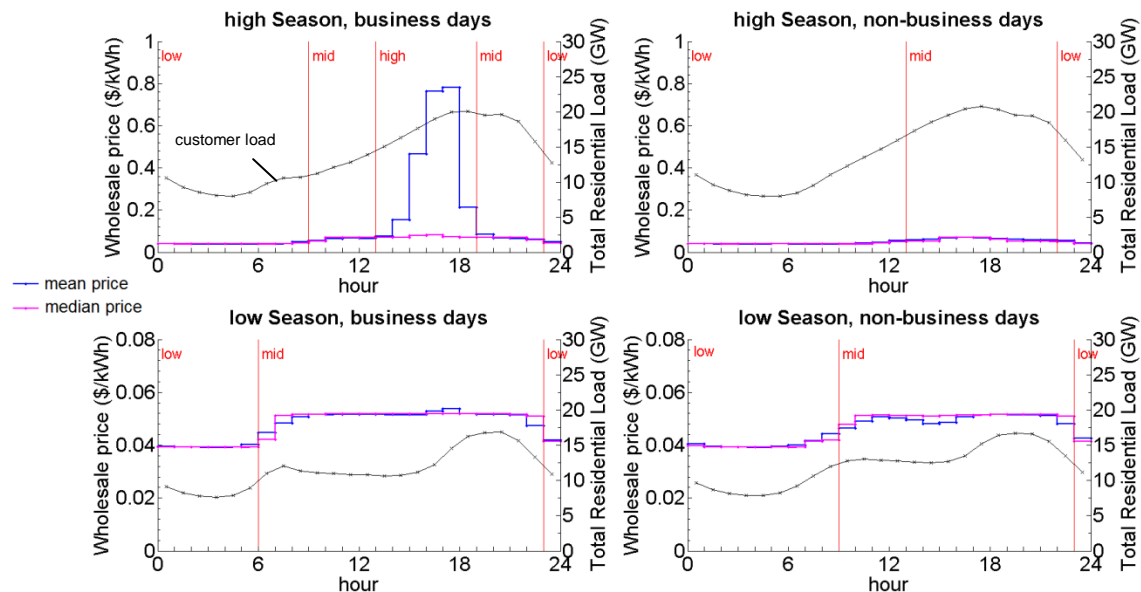 high Season, business days
Wholesale price ($/kWh)
1
0.8
0.6
0.4
0.2
0
low
mid
high
mid
low
customer load
30
25
20
15
10
5
0
Total Residential Load (GW)
0 6 12 18 24
hour
high Season, non-business days
Wholesale price ($/kWh)
1
0.8
0.6
0.4
0.2
0
low
mid
low
30
25
20
15
10
5
0
Total Residential Load (GW)
0 6 12 18 24
hour
mean price
median price
low Season, business days
Wholesale price ($/kWh)
0.08
0.06
0.04
0.02
0
low
mid
low
30
25
20
15
10
5
0
Total Residential Load (GW)
0 6 12 18 24
hour
low Season, non-business days
Wholesale price ($/kWh)
0.08
0.06
0.04
0.02
0
low
mid
low
30
25
20
15
10
5
0
Total Residential Load (GW)
0 6 12 18 24
hour